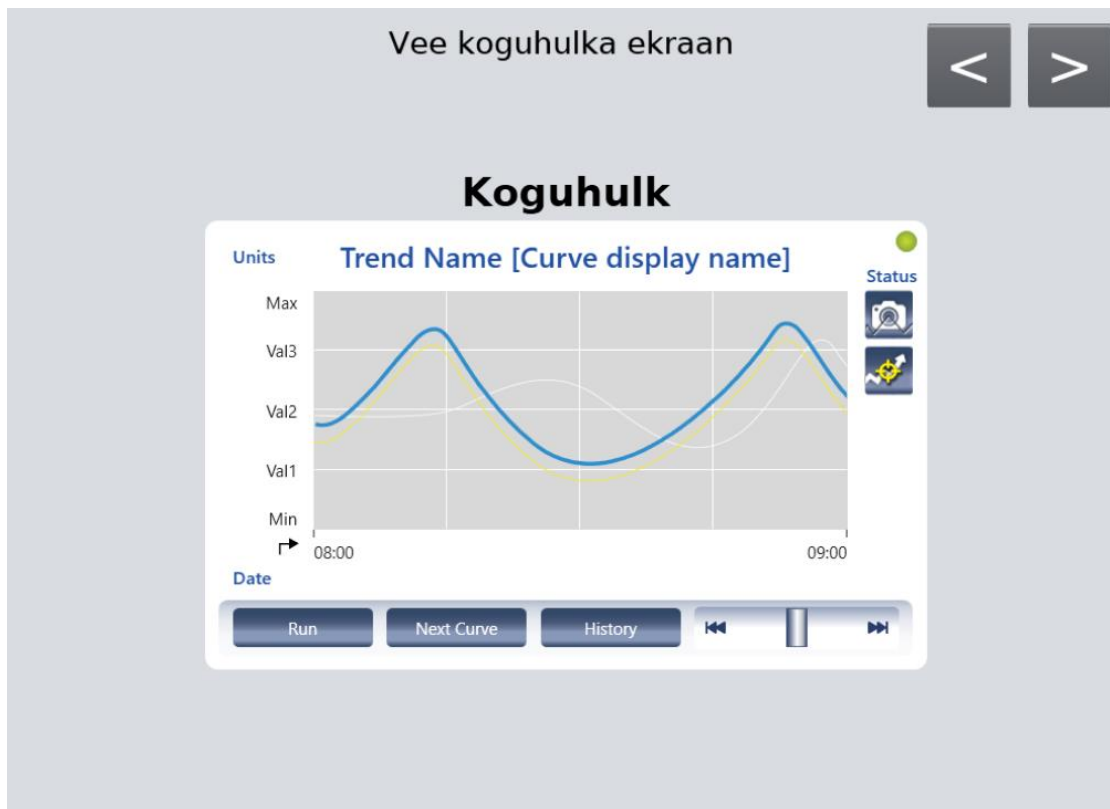 Vee koguhulka ekraan
< >
Koguhulk
Units
Trend Name [Curve display name]
Status
Max
Val3
Val2
Val1
Min
08:00 09:00
Date
Run Next Curve History